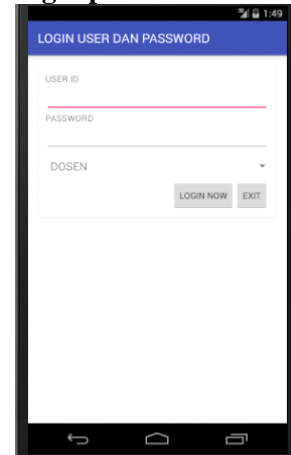 1:49
LOGIN USER DAN PASSWORD
USER ID
PASSWORD
DOSEN
LOGIN NOW EXIT